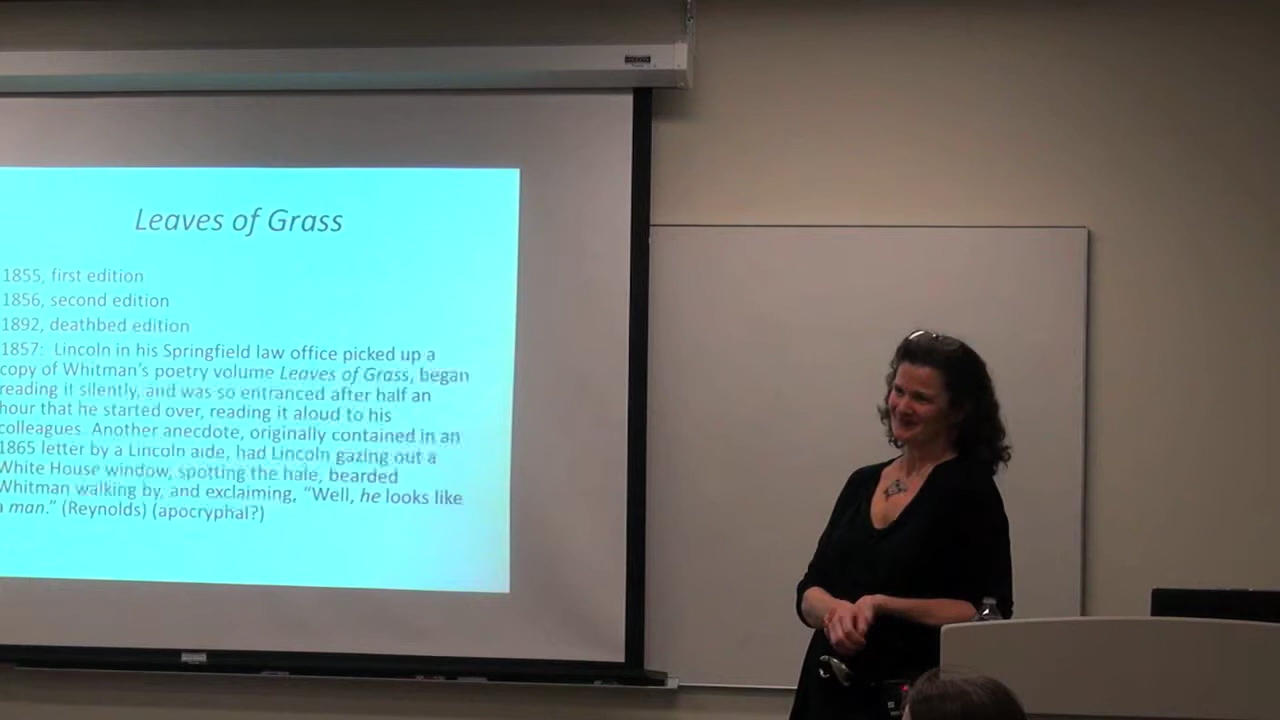 Leaves of Grass
1855, first edition
1856, second edition
1892, deathbed edition
1857: Lincoln in his Springfield law office picked up a
copy of Whitman's poetry volume Leaves of Grass, began
reading it silently, and was so entranced after half an
hour that he started over, reading it aloud to his
colleagues. Another anecdote, originally contained in an
1865 letter by a Lincoln aide, had Lincoln gazing out a
White House window, spotting the hale, bearded
Whitman walking by, and exclaiming, “Well, he looks like
a man.” (Reynolds) (apocryphal?)